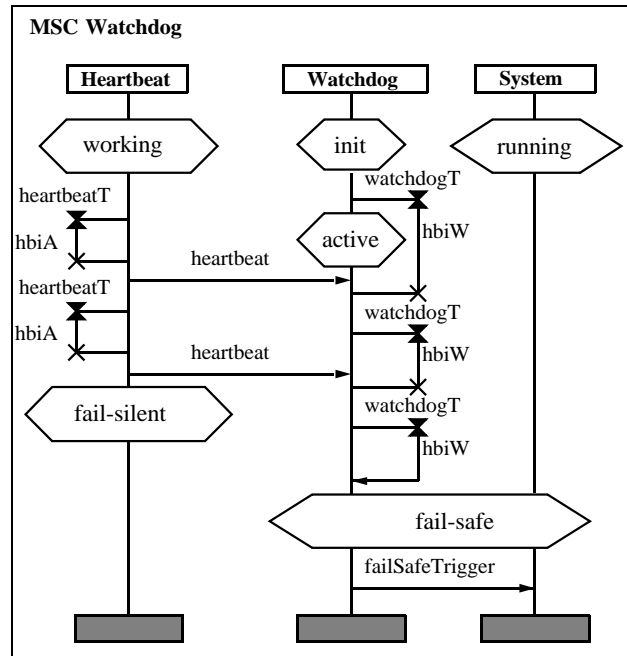 MSC Watchdog
Heartbeat Watchdog System
working init running
watchdogT
heartbeatT
hbiA active hbiW
heartbeat
heartbeatT
watchdogT
hbiA heartbeat hbiW
watchdogT
fail-silent
hbiW
fail-safe
failSafeTrigger